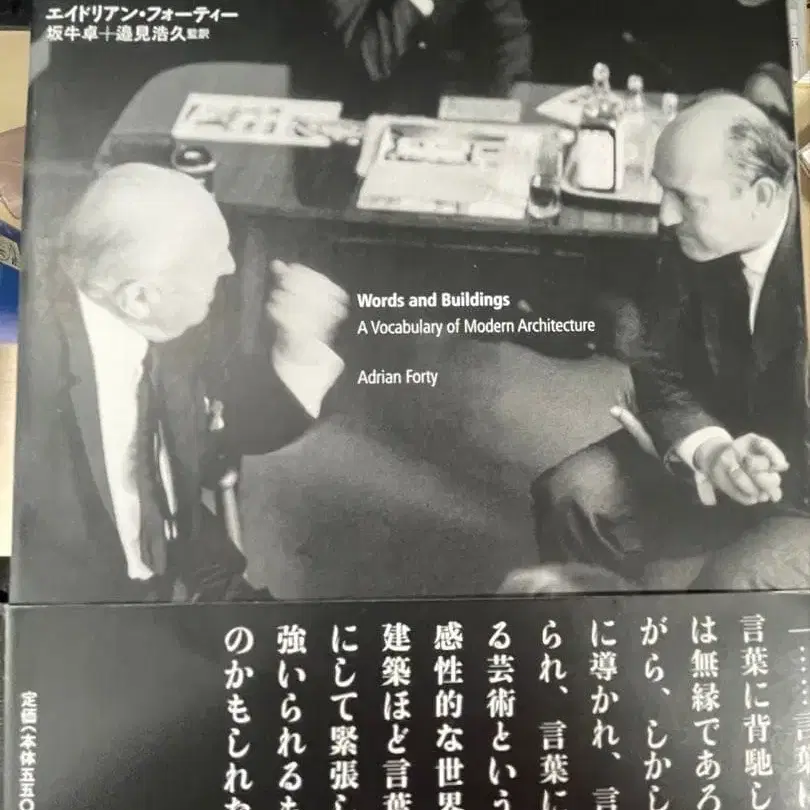 エイドリアン・フォーティー
坂牛卓＋邉見浩久 監訳
Words and Buildings
A Vocabulary of Modern Architecture
Adrian Forty
言葉に背馳し
は無縁である
がら、しかし
に導かれ、言
られ、言葉に
る芸術という
感性的な世界
建築ほど言葉
にして緊張し
強いられるも
のかもしれな
定価(本体五五〇